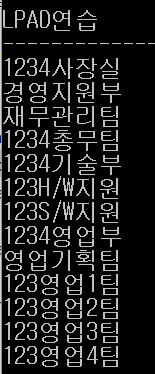 LPAD연습
--------------
1234사장실
경영지원부
재무관리팀
1234총무팀
1234기술부
123H/W지원
123S/W지원
1234영업부
영업기획팀
123영업1팀
123영업2팀
123영업3팀
123영업4팀